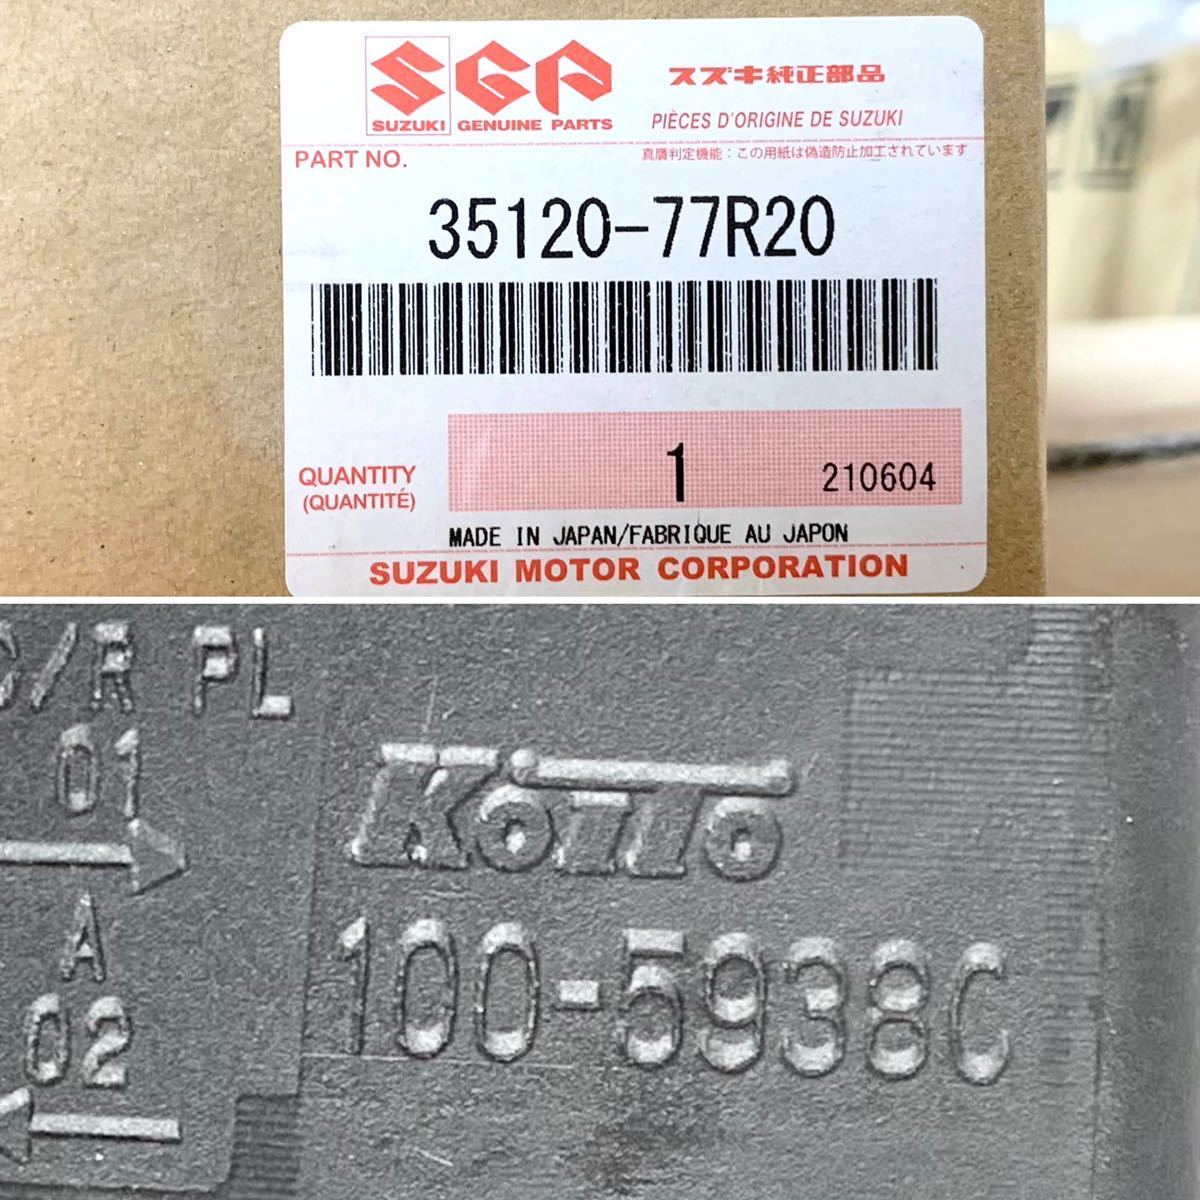 SGP
スズキ純正部品
SUZUKI GENUINE PARTS
PIÈCES D'ORIGINE DE SUZUKI
PART NO.
真贋判定機能：この用紙は偽造防止加工されています
35120-77R20
QUANTITY
(QUANTITÉ)
1
210604
MADE IN JAPAN/FABRIQUE AU JAPON
SUZUKI MOTOR CORPORATION
/R PL
01
A
02
KoiTo
100-5938C